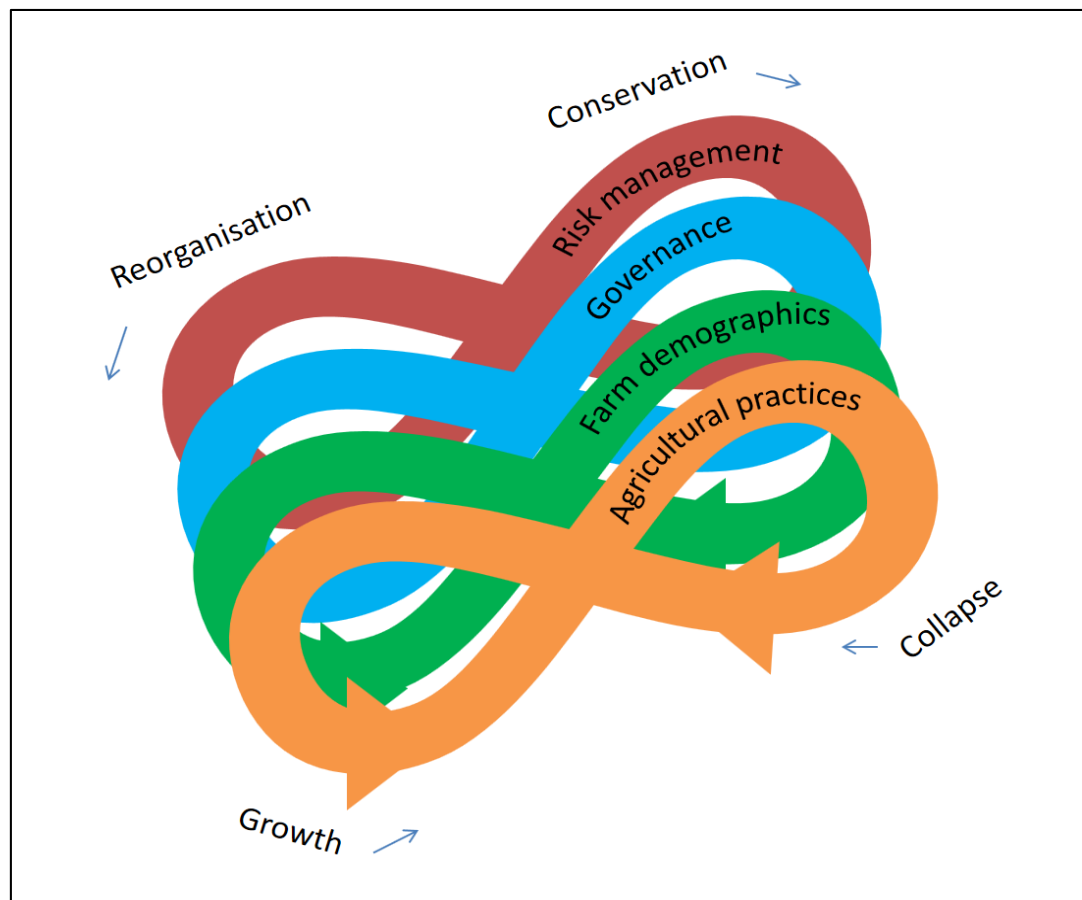 Conservation
Risk management
Reorganisation
Governance
Farm demographics
Agricultural practices
Collapse
Growth